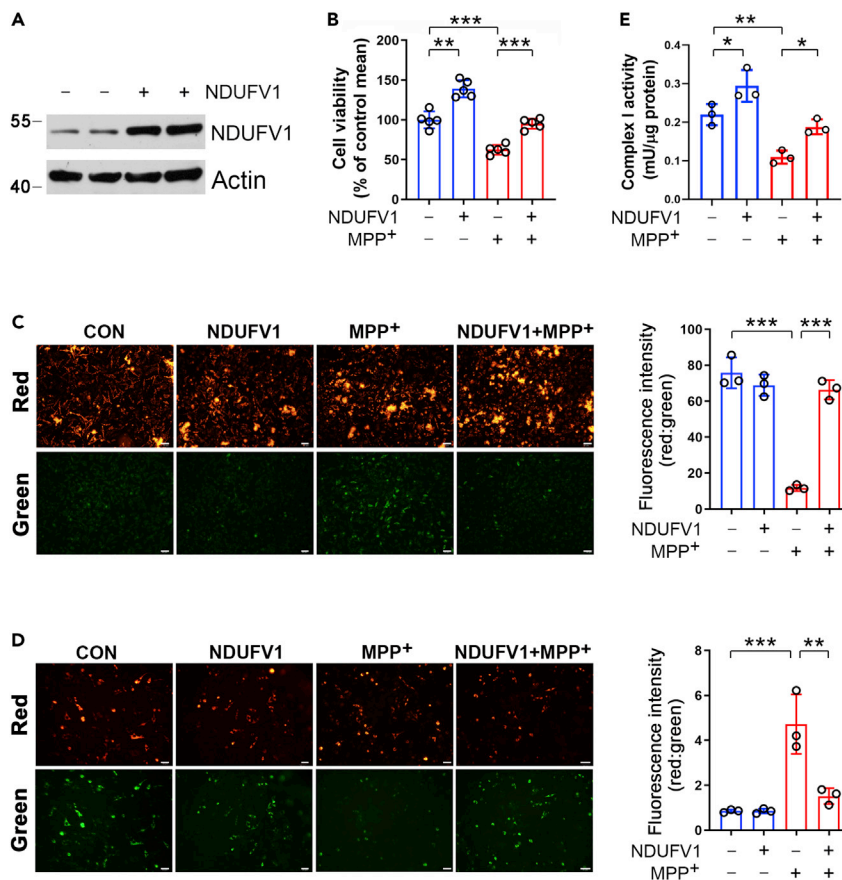 A
− − + + NDUFV1
55
NDUFV1
40
Actin
B
Cell viability
(% of control mean)
***
** ***
200
150
100
50
0
NDUFV1 − + − +
MPP+ − − + +
E
Complex I activity
(mU/µg protein)
**
* *
0.4
0.3
0.2
0.1
0.0
NDUFV1 − + − +
MPP+ − − + +
C
CON NDUFV1 MPP+ NDUFV1+MPP+
Red
Green
Fluorescence intensity
(red:green)
*** ***
100
80
60
40
20
0
NDUFV1 − + − +
MPP+ − − + +
D
CON NDUFV1 MPP+ NDUFV1+MPP+
Red
Green
Fluorescence intensity
(red:green)
*** **
8
6
4
2
0
NDUFV1 − + − +
MPP+ − − + +